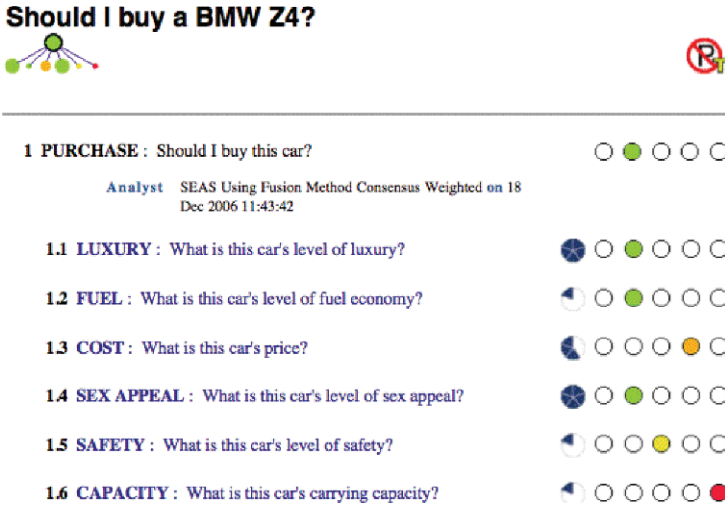 Should I buy a BMW Z4?
P
T
1 PURCHASE : Should I buy this car?
Analyst SEAS Using Fusion Method Consensus Weighted on 18
Dec 2006 11:43:42
1.1 LUXURY : What is this car's level of luxury?
1.2 FUEL : What is this car's level of fuel economy?
1.3 COST : What is this car's price?
1.4 SEX APPEAL : What is this car's level of sex appeal?
1.5 SAFETY : What is this car's level of safety?
1.6 CAPACITY : What is this car's carrying capacity?